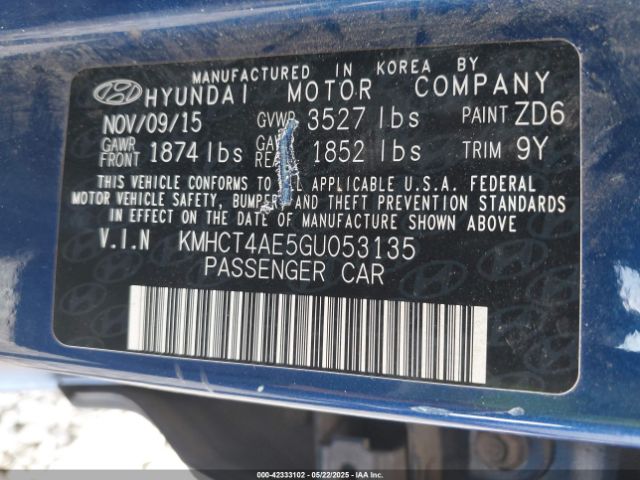 MANUFACTURED IN KOREA BY
HYUNDAI MOTOR COMPANY
NOV/09/15 GVWR 3527 lbs PAINT ZD6
GAWR FRONT 1874 lbs 1852 lbs TRIM 9Y
THIS VEHICLE CONFORMS TO ALL APPLICABLE U.S.A. FEDERAL
MOTOR VEHICLE SAFETY, BUMPER AND THEFT PREVENTION STANDARDS
IN EFFECT ON THE DATE OF MANUFACTURE SHOWN ABOVE
V.I.N KMHCT4AE5GU053135
PASSENGER CAR
000-42333102 - 05/22/2025 - IAA Inc.